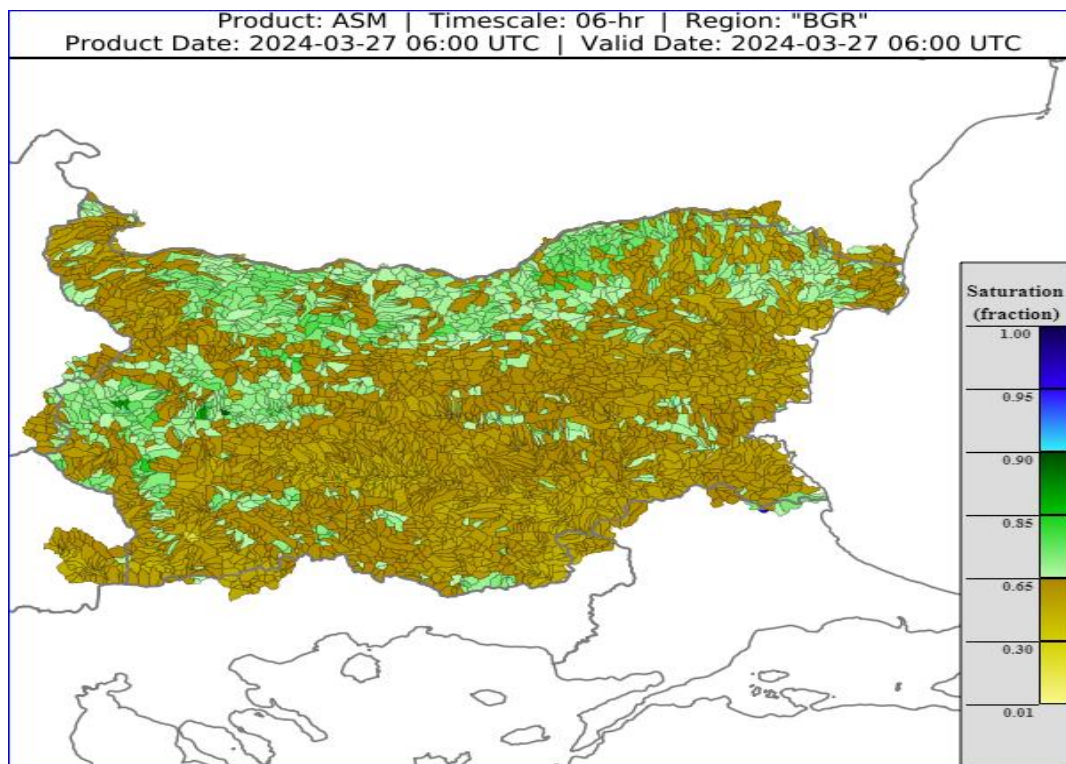 Product: ASM | Timescale: 06-hr | Region: "BGR"
Product Date: 2024-03-27 06:00 UTC | Valid Date: 2024-03-27 06:00 UTC
Saturation
(fraction)
1.00
0.95
0.90
0.85
0.65
0.30
0.01